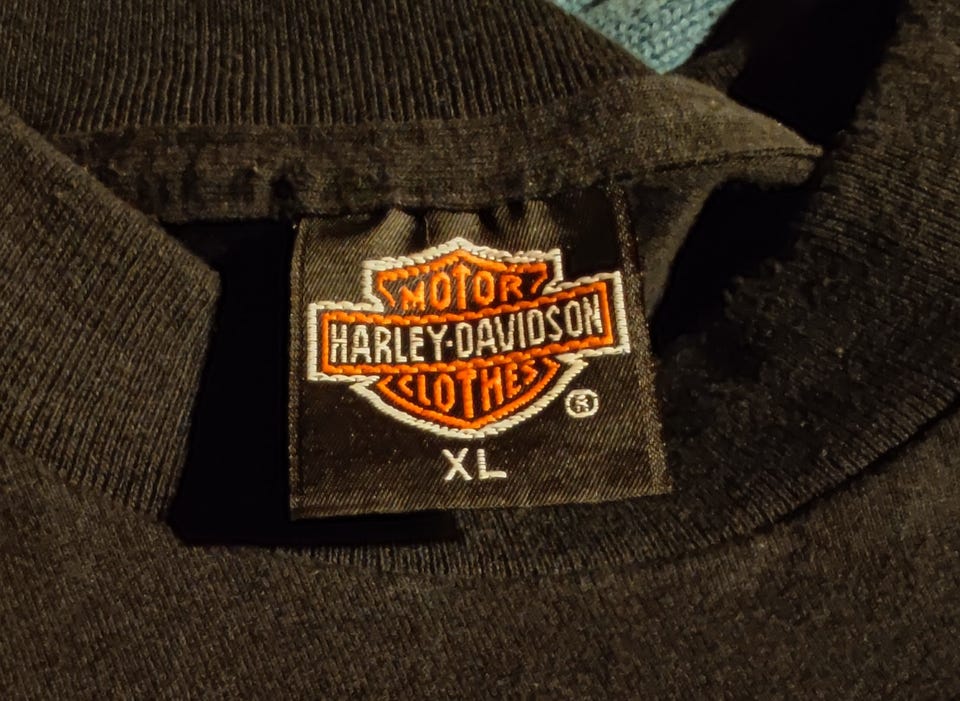 MOTOR
HARLEY-DAVIDSON
CLOTHES
®
XL